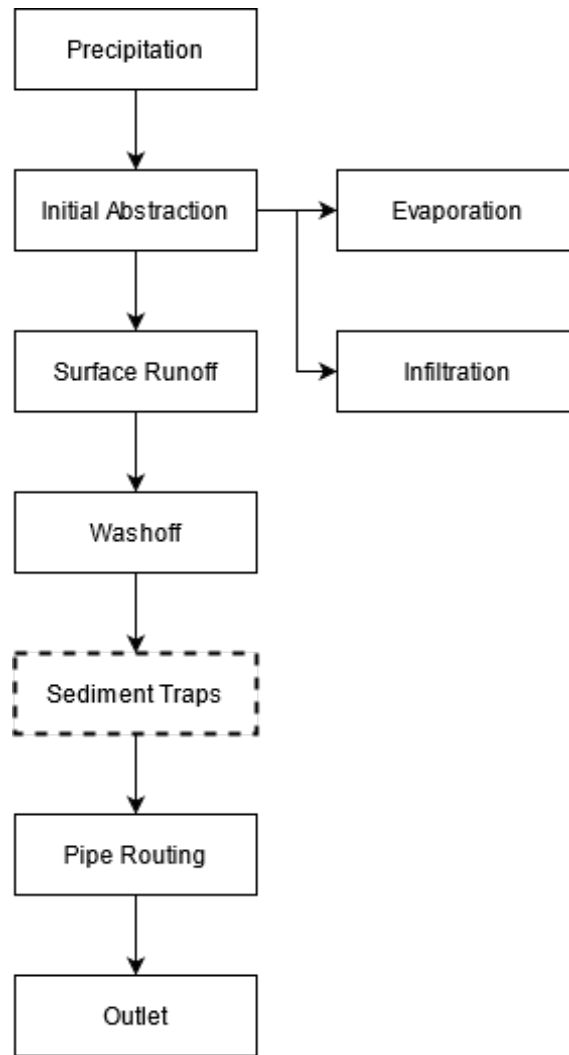 Precipitation
Initial Abstraction
Evaporation
Surface Runoff
Infiltration
Washoff
Sediment Traps
Pipe Routing
Outlet